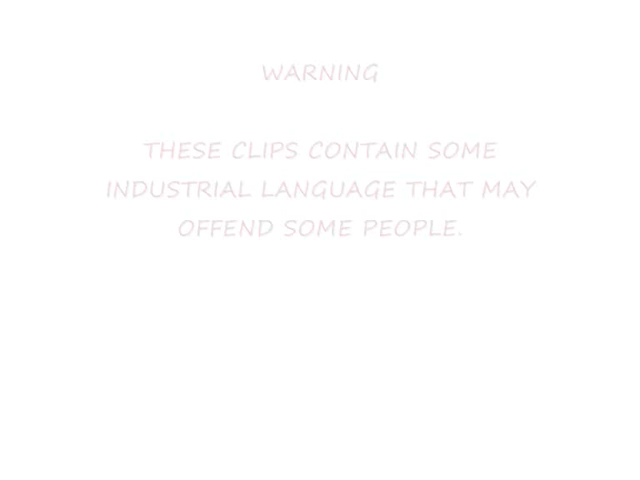 WARNING
THESE CLIPS CONTAIN SOME
INDUSTRIAL LANGUAGE THAT MAY
OFFEND SOME PEOPLE.